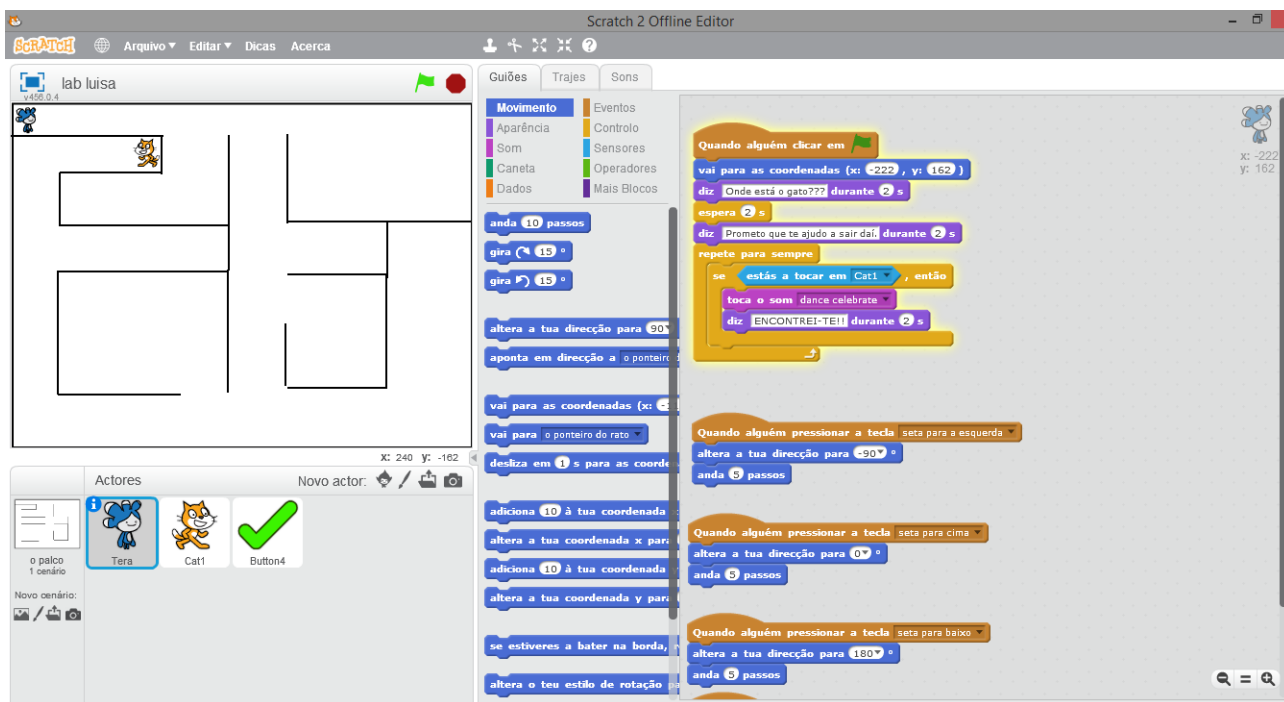 Scratch 2 Offline Editor
SCRATCH Arquivo Editar Dicas Acerca
lab luisa
v456.0.4
X: 240 y: -162
Actores Novo actor:
o palco
1 cenário
Novo cenário:
Tera
Cat1
Button4
Guiões Trajes Sons
Movimento Eventos
Aparência Controlo
Som Sensores
Caneta Operadores
Dados Mais Blocos
anda 10 passos
gira 15 °
gira 15 °
altera a tua direcção para 90
aponta em direcção a o ponteiro
vai para as coordenadas (x:
vai para o ponteiro do rato
desliza em 1 s para as
adiciona 10 à tua coordenada
altera a tua coordenada x para
adiciona 10 à tua coordenada
altera a tua coordenada y para
se estiveres a bater na borda,
altera o teu estilo de rotação
x: -222
y: 162
Quando alguém clicar em
vai para as coordenadas (x: -222 , y: 162 )
diz Onde está o gato??? durante 2 s
espera 2 s
diz Prometo que te ajudo a sair daí. durante 2 s
repete para sempre
se estás a tocar em Cat1 , então
toca o som dance celebrate
diz ENCONTREI-TE!! durante 2 s
Quando alguém pressionar a tecla seta para a esquerda
altera a tua direcção para -90 °
anda 5 passos
Quando alguém pressionar a tecla seta para cima
altera a tua direcção para 0 °
anda 5 passos
Quando alguém pressionar a tecla seta para baixo
altera a tua direcção para 180 °
anda 5 passos